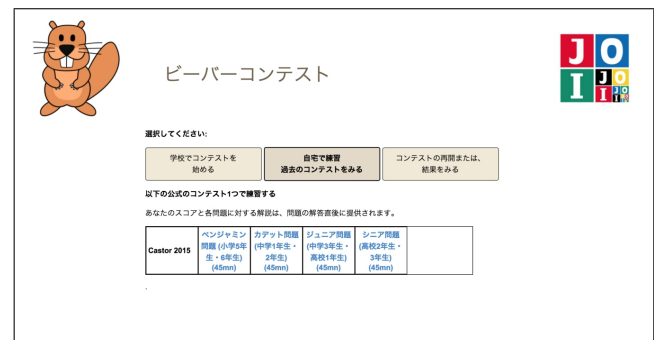 ビーバーコンテスト
JO
I
JO
I
JO
I
選択してください:
学校でコンテストを
始める
自宅で練習
過去のコンテストをみる
コンテストの再開または、
結果をみる
以下の公式のコンテスト1つで練習する
あなたのスコアと各問題に対する解説は、問題の解答直後に提供されます。
Castor 2015
ベンジャミン
問題 (小学5年
生・6年生)
(45mn)
カデット問題
(中学1年生・
2年生)
(45mn)
ジュニア問題
(中学3年生・
高校1年生)
(45mn)
シニア問題
(高校2年生・
3年生)
(45mn)
.